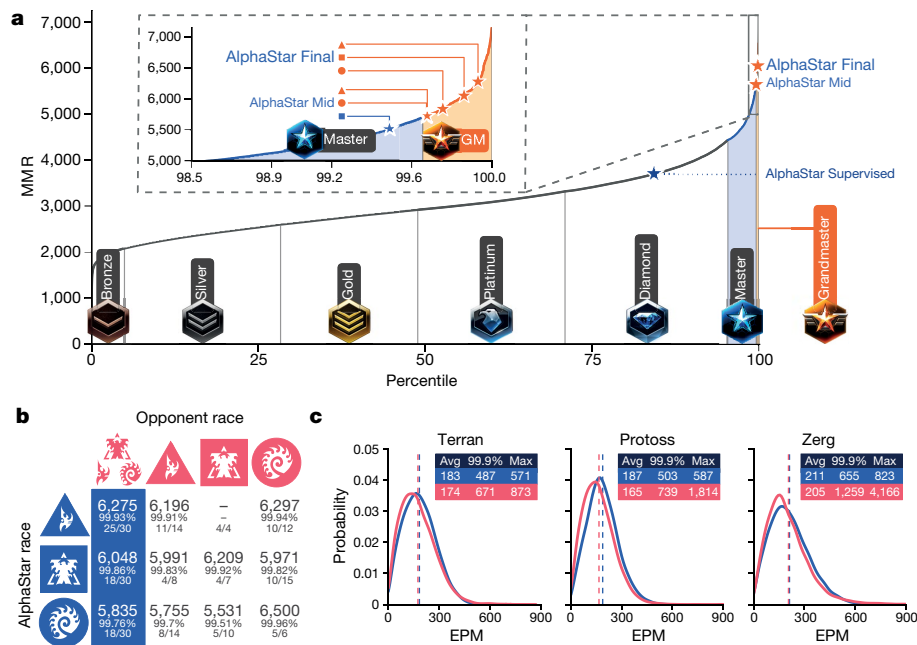 a
7,000
6,000
5,000
4,000
3,000
2,000
1,000
0
MMR
7,000
6,500
6,000
5,500
5,000
98.5
98.9
99.2
99.6
100.0
AlphaStar Final
AlphaStar Mid
Master
GM
AlphaStar Final
AlphaStar Mid
AlphaStar Supervised
Bronze
Silver
Gold
Platinum
Diamond
Master
Grandmaster
0
25
50
75
100
Percentile
b
Opponent race
AlphaStar race
6,275 6,196 – 6,297
99.93% 99.91% – 99.94%
25/30 11/14 4/4 10/12
6,048 5,991 6,209 5,971
99.86% 99.83% 99.92% 99.82%
18/30 4/8 4/7 10/15
5,835 5,755 5,531 6,500
99.76% 99.7% 99.51% 99.96%
18/30 8/14 5/10 5/6
c
Probability
0.05
0.04
0.03
0.02
0.01
0
Terran
Avg 99.9% Max
183 487 571
174 671 873
0 300 600 900
EPM
Protoss
Avg 99.9% Max
187 503 587
165 739 1,814
0 300 600 900
EPM
Zerg
Avg 99.9% Max
211 655 823
205 1,259 4,166
0 300 600 900
EPM